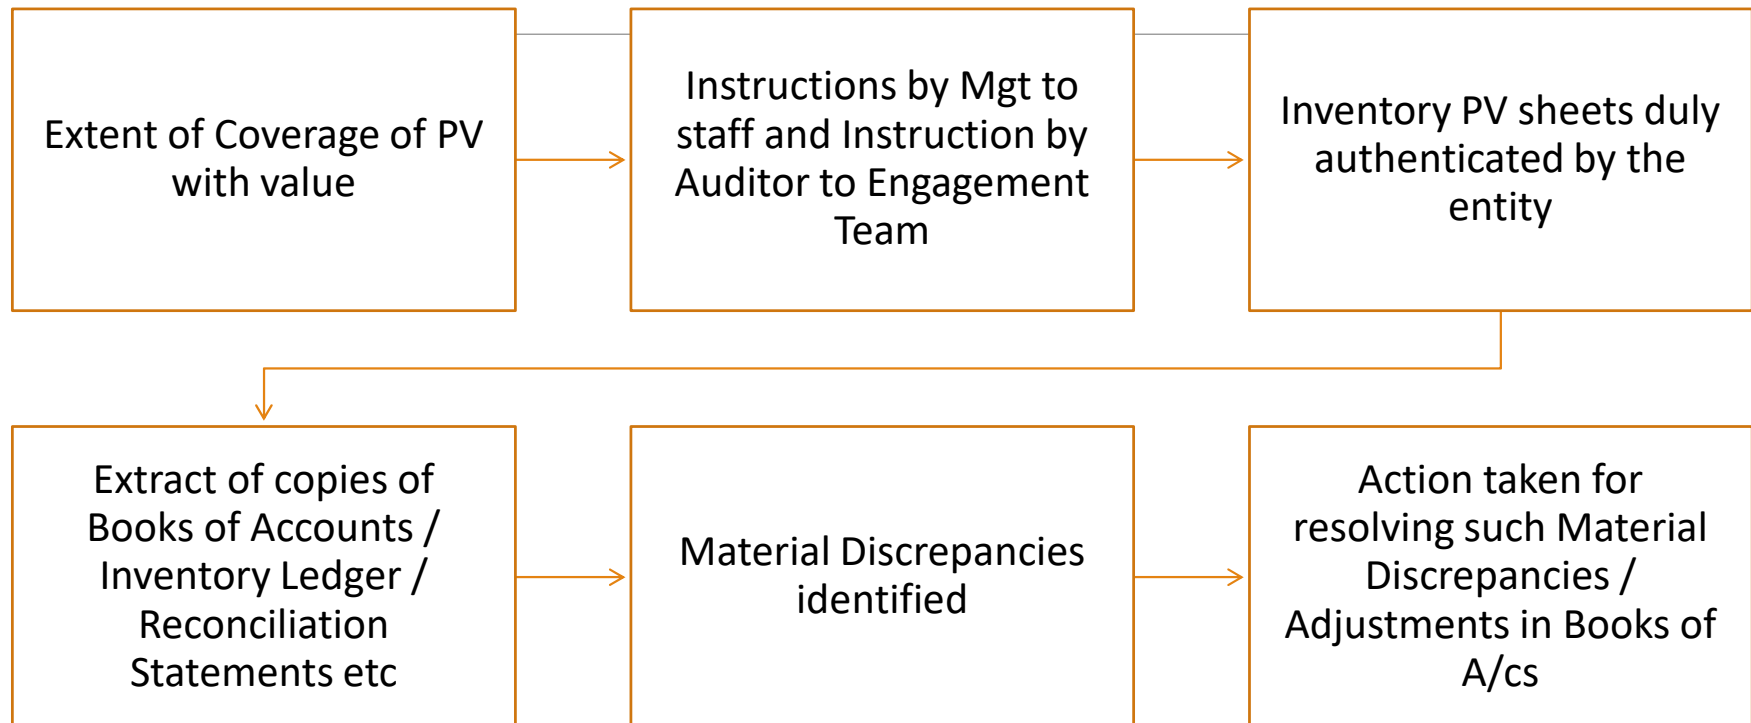 Extent of Coverage of PV
with value
Instructions by Mgt to
staff and Instruction by
Auditor to Engagement
Team
Inventory PV sheets duly
authenticated by the
entity
Extract of copies of
Books of Accounts /
Inventory Ledger /
Reconciliation
Statements etc
Material Discrepancies
identified
Action taken for
resolving such Material
Discrepancies /
Adjustments in Books of
A/cs